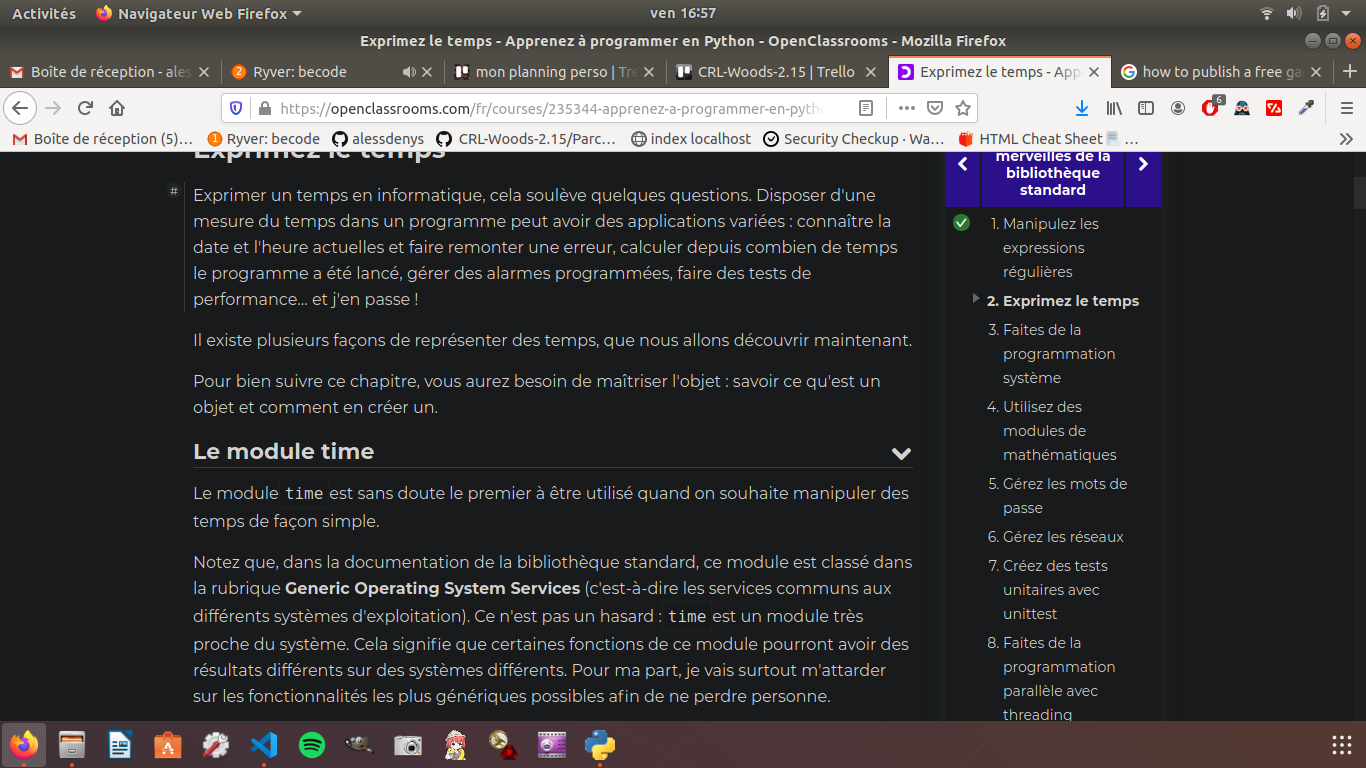 Activités Navigateur Web Firefox ven 16:57
Exprimez le temps - Apprenez à programmer en Python - OpenClassrooms - Mozilla Firefox
Boîte de réception - ales
Ryver: becode
mon planning perso | Tre
CRL-Woods-2.15 | Trello
Exprimez le temps - App
how to publish a free ga
https://openclassrooms.com/fr/courses/235344-apprenez-a-programmer-en-pyth
6
Boîte de réception (5)…
Ryver: becode
alessdenys
CRL-Woods-2.15/Parc…
index localhost
Security Checkup · Wa…
HTML Cheat Sheet …
Exprimez le temps
#
Exprimer un temps en informatique, cela soulève quelques questions. Disposer d'une
mesure du temps dans un programme peut avoir des applications variées : connaître la
date et l'heure actuelles et faire remonter une erreur, calculer depuis combien de temps
le programme a été lancé, gérer des alarmes programmées, faire des tests de
performance… et j'en passe !
Il existe plusieurs façons de représenter des temps, que nous allons découvrir maintenant.
Pour bien suivre ce chapitre, vous aurez besoin de maîtriser l'objet : savoir ce qu'est un
objet et comment en créer un.
Le module time
Le module time est sans doute le premier à être utilisé quand on souhaite manipuler des
temps de façon simple.
Notez que, dans la documentation de la bibliothèque standard, ce module est classé dans
la rubrique Generic Operating System Services (c'est-à-dire les services communs aux
différents systèmes d'exploitation). Ce n'est pas un hasard : time est un module très
proche du système. Cela signifie que certaines fonctions de ce module pourront avoir des
résultats différents sur des systèmes différents. Pour ma part, je vais surtout m'attarder
sur les fonctionnalités les plus génériques possibles afin de ne perdre personne.
merveilles de la
bibliothèque
standard
1. Manipulez les
expressions
régulières
2. Exprimez le temps
3. Faites de la
programmation
système
4. Utilisez des
modules de
mathématiques
5. Gérez les mots de
passe
6. Gérez les réseaux
7. Créez des tests
unitaires avec
unittest
8. Faites de la
programmation
parallèle avec
threading